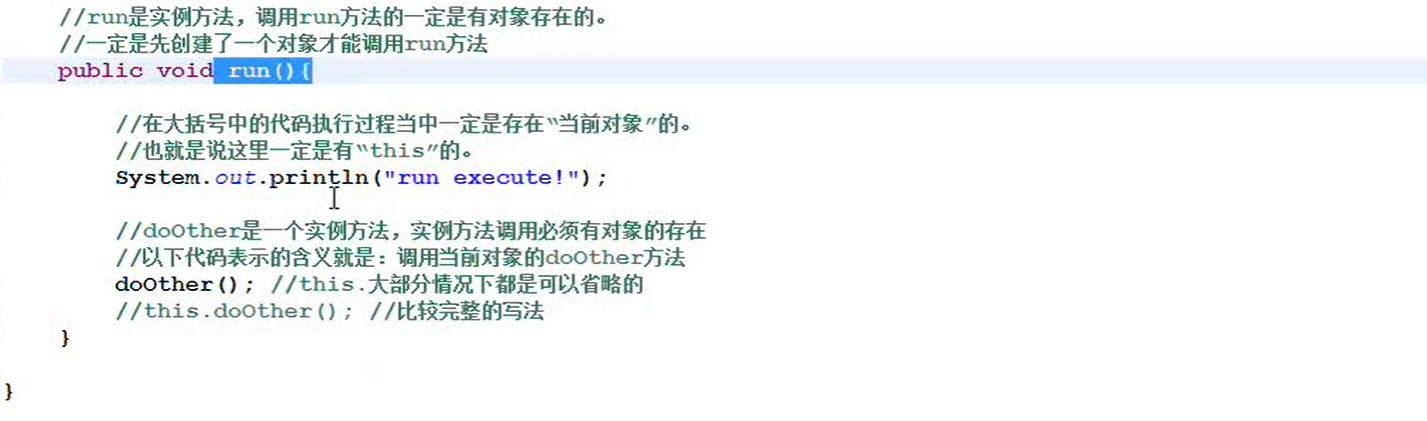 //run是实例方法，调用run方法的一定是有对象存在的。
//一定是先创建了一个对象才能调用run方法
public void run(){
//在大括号中的代码执行过程当中一定是存在“当前对象”的。
//也就是说这里一定是有“this”的。
System.out.println("run execute!");
//doOther是一个实例方法，实例方法调用必须有对象的存在
//以下代码表示的含义就是：调用当前对象的doOther方法
doOther(); //this.大部分情况下都是可以省略的
//this.doOther(); //比较完整的写法
}
}